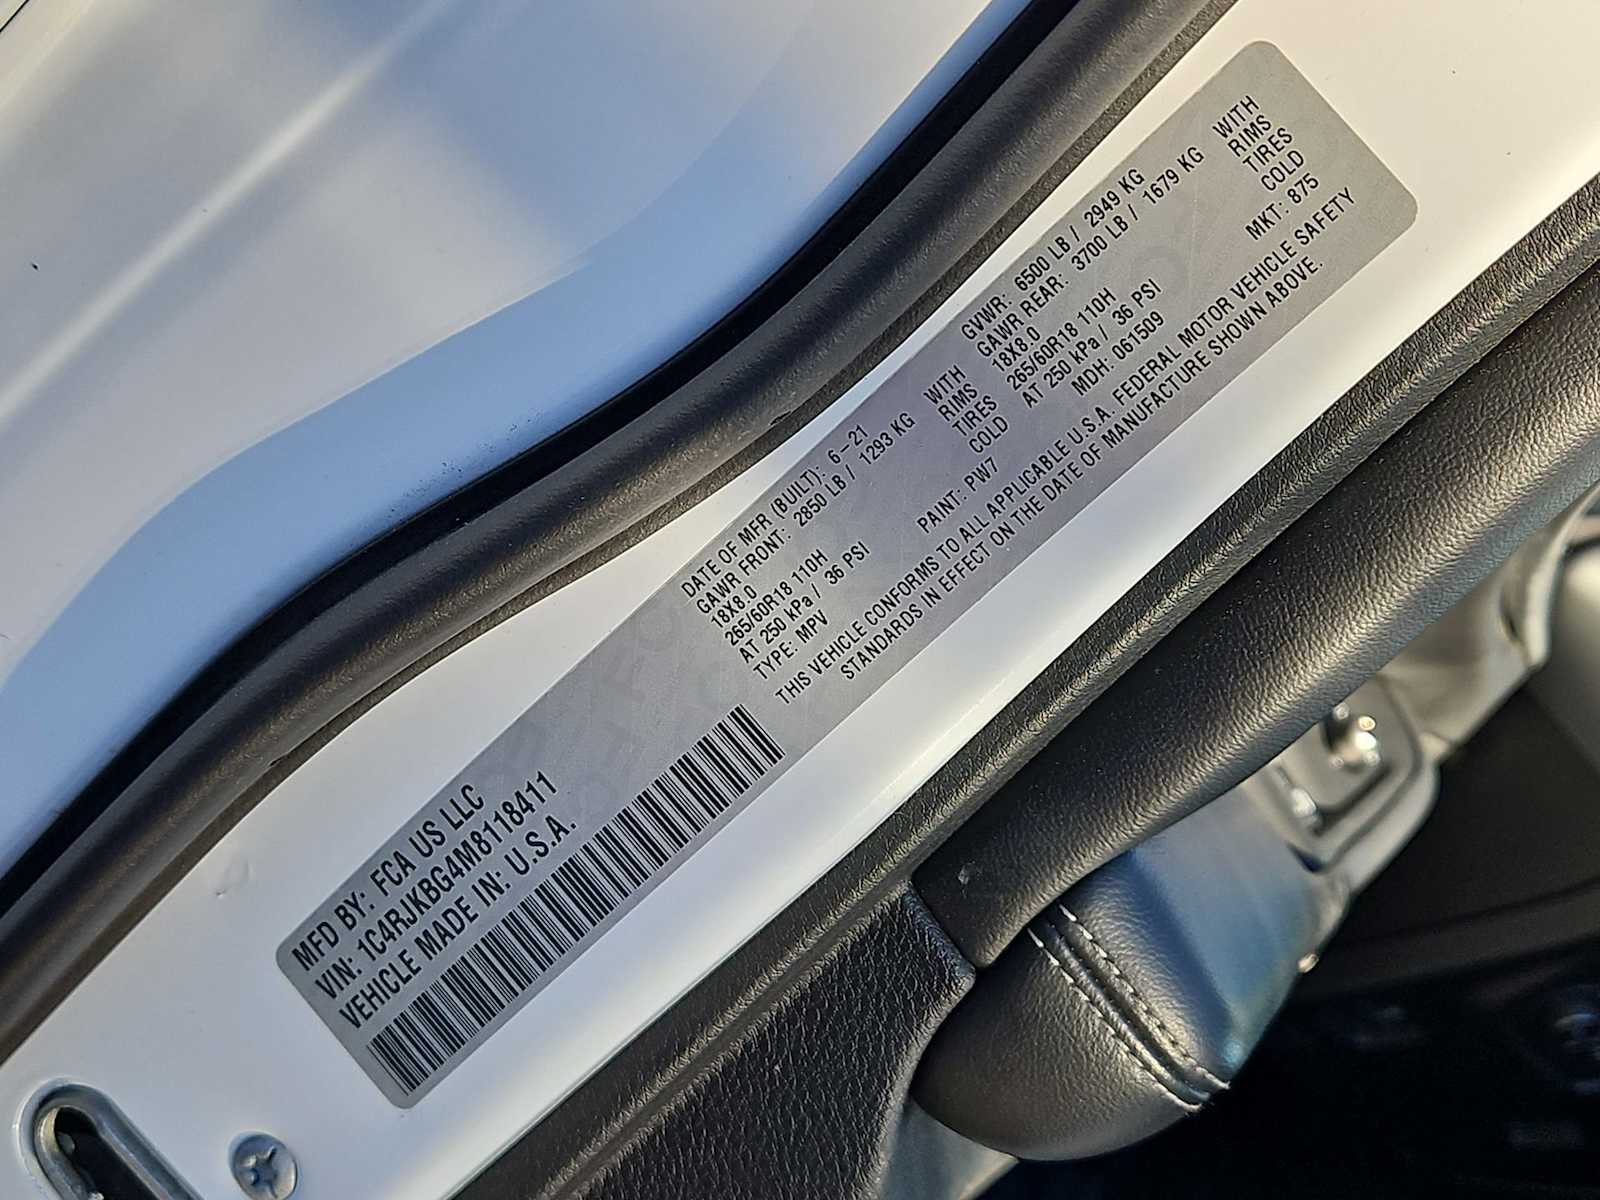 MFD BY: FCA US LLC
VIN: 1C4RJKBG4M8118411
VEHICLE MADE IN: U.S.A.
DATE OF MFR (BUILT): 6-21 GVWR: 6500 LB / 2949 KG
GAWR FRONT: 2850 LB / 1293 KG WITH GAWR REAR: 3700 LB / 1679 KG WITH
18X8.0 RIMS 18X8.0 RIMS
265/60R18 110H TIRES 265/60R18 110H TIRES
AT 250 kPa / 36 PSI COLD AT 250 kPa / 36 PSI COLD
TYPE: MPV PAINT: PW7 MDH: 061509 MKT: 875
THIS VEHICLE CONFORMS TO ALL APPLICABLE U.S.A. FEDERAL MOTOR VEHICLE SAFETY
STANDARDS IN EFFECT ON THE DATE OF MANUFACTURE SHOWN ABOVE.